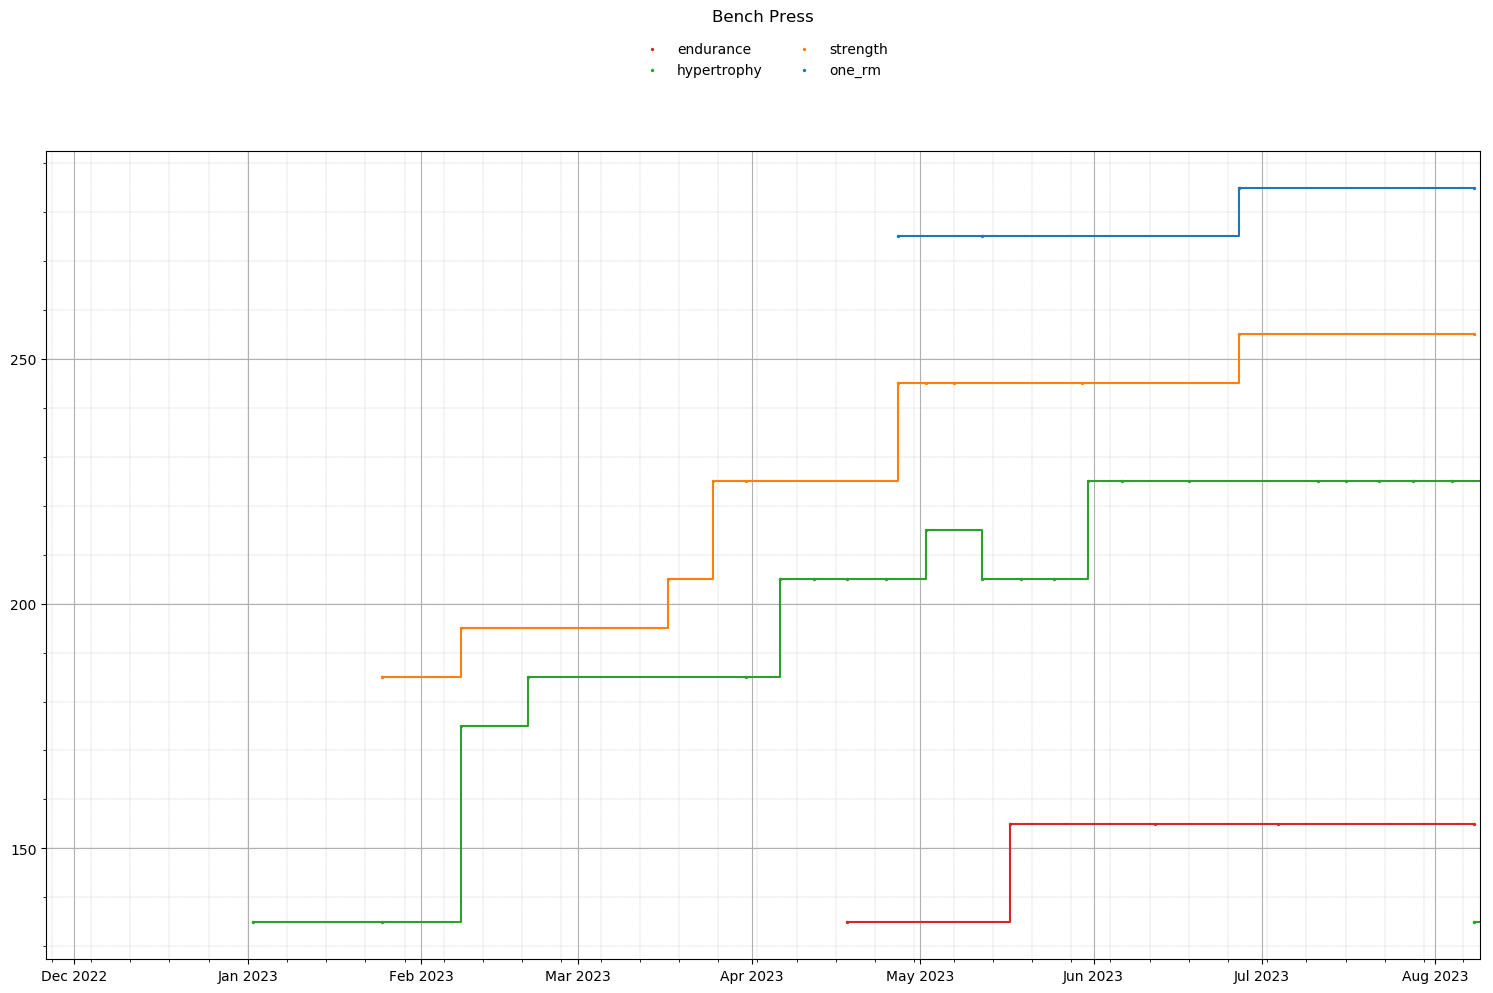 Bench Press
endurance strength
hypertrophy one_rm
250
200
150
Dec 2022 Jan 2023 Feb 2023 Mar 2023 Apr 2023 May 2023 Jun 2023 Jul 2023 Aug 2023